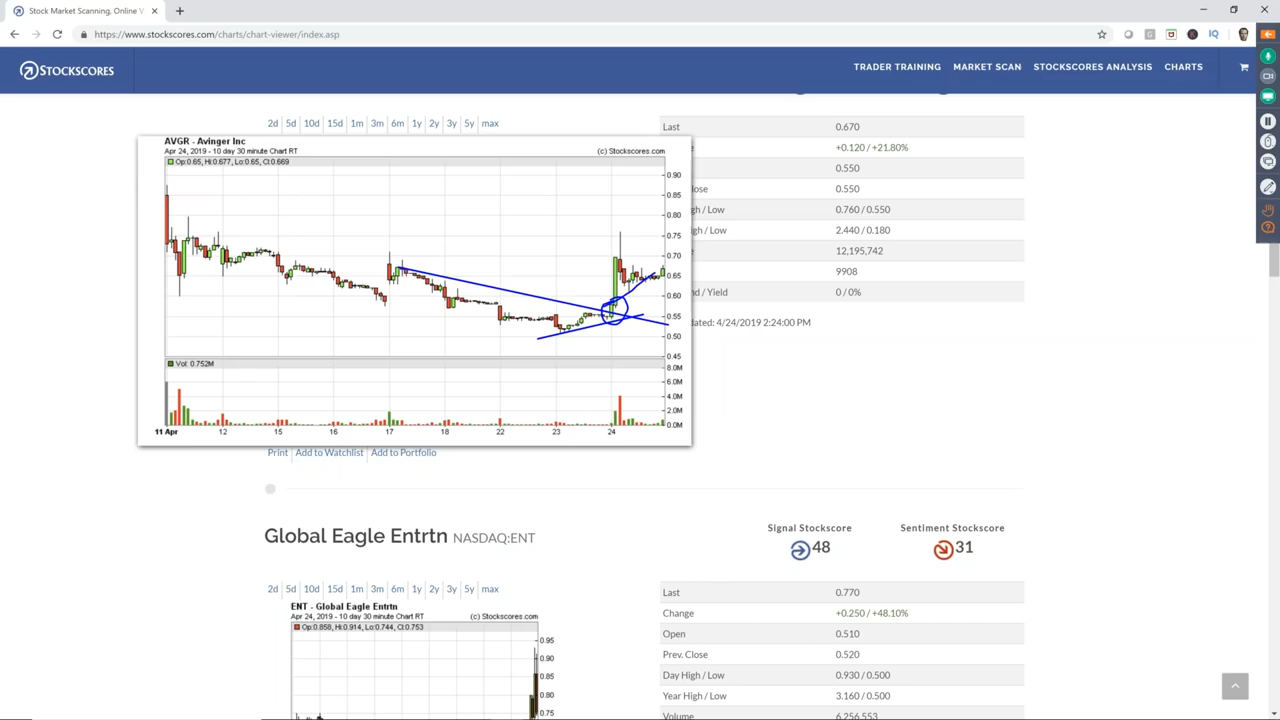 Stock Market Scanning, Online V
https://www.stockscores.com/charts/chart-viewer/index.asp
STOCKSCORES
TRADER TRAINING MARKET SCAN STOCKSCORES ANALYSIS CHARTS
2d 5d 10d 15d 1m 3m 6m 1y 2y 3y 5y max
Last 0.670
+0.120 / +21.80%
0.550
0.550
0.760 / 0.550
High / Low 2.440 / 0.180
12,195,742
9908
/ Yield 0 / 0%
4/24/2019 2:24:00 PM
AVGR - Avinger Inc
Apr 24, 2019 - 10 day 30 minute Chart RT (c) Stockscores.com
Op:0.65, Hi:0.677, Lo:0.65, Cl:0.669
0.90
0.85
0.80
0.75
0.70
0.65
0.60
0.55
0.50
0.45
Vol: 0.752M
8.0M
6.0M
4.0M
2.0M
0.0M
11 Apr 12 15 16 17 18 22 23 24
Print Add to Watchlist Add to Portfolio
Global Eagle Entrtn NASDAQ:ENT
Signal Stockscore Sentiment Stockscore
48 31
2d 5d 10d 15d 1m 3m 6m 1y 2y 3y 5y max
ENT - Global Eagle Entrtn
Apr 24, 2019 - 10 day 30 minute Chart RT (c) Stockscores.com
Op:0.858, Hi:0.914, Lo:0.744, Cl:0.753
0.95
0.90
0.85
0.80
0.75
Last 0.770
Change +0.250 / +48.10%
Open 0.510
Prev. Close 0.520
Day High / Low 0.930 / 0.500
Year High / Low 3.160 / 0.500
Volume 6,256,553